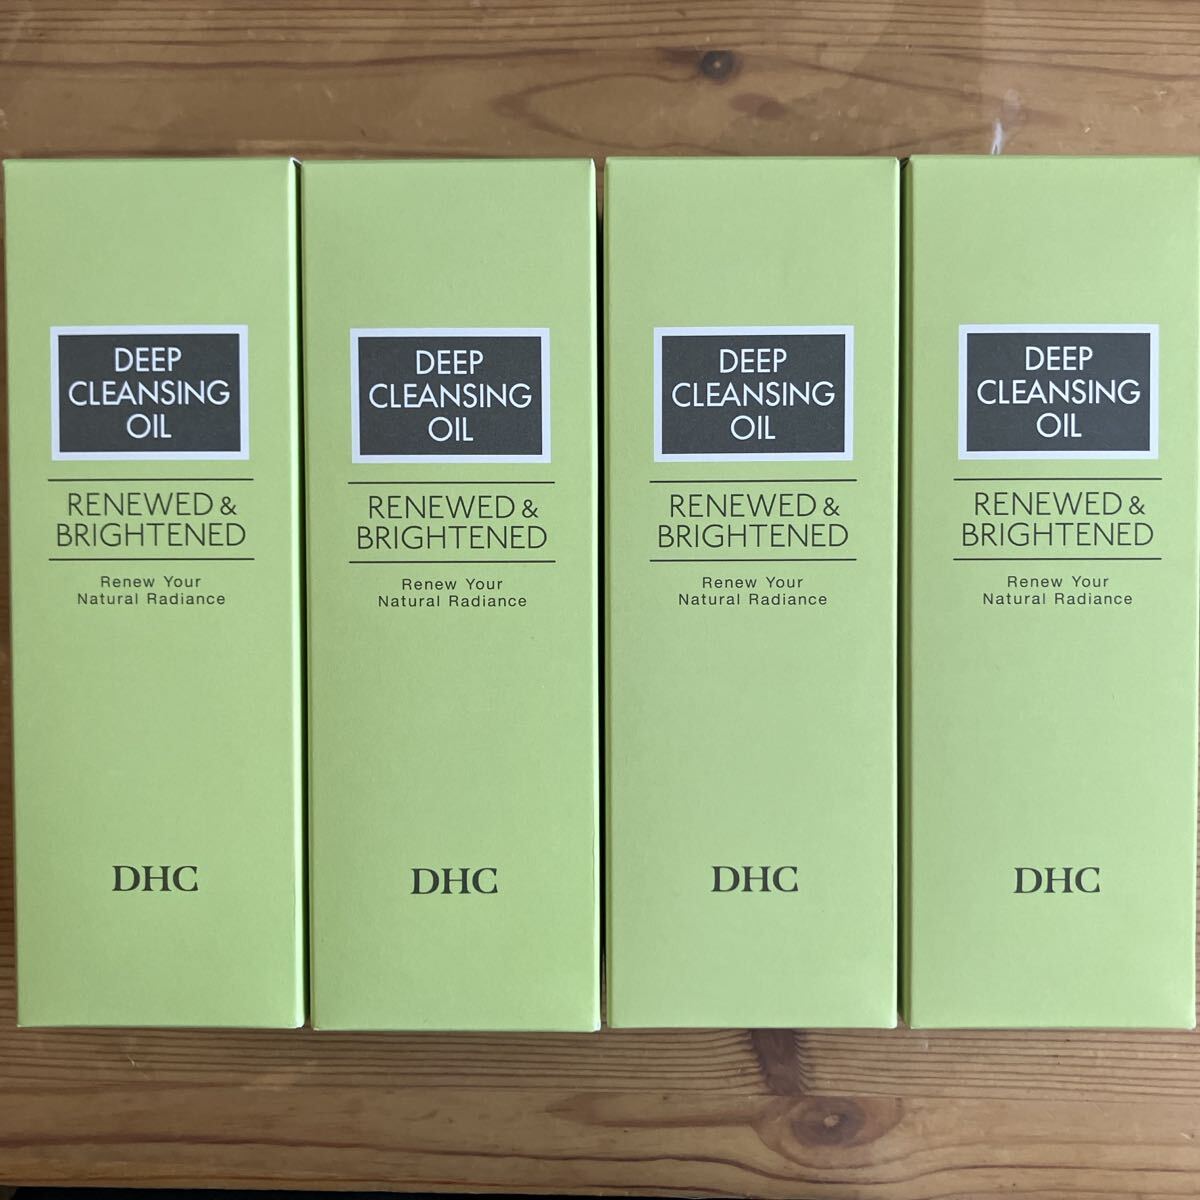 DEEP
CLEANSING
OIL
RENEWED &
BRIGHTENED
Renew Your
Natural Radiance
DHC
DEEP
CLEANSING
OIL
RENEWED &
BRIGHTENED
Renew Your
Natural Radiance
DHC
DEEP
CLEANSING
OIL
RENEWED &
BRIGHTENED
Renew Your
Natural Radiance
DHC
DEEP
CLEANSING
OIL
RENEWED &
BRIGHTENED
Renew Your
Natural Radiance
DHC